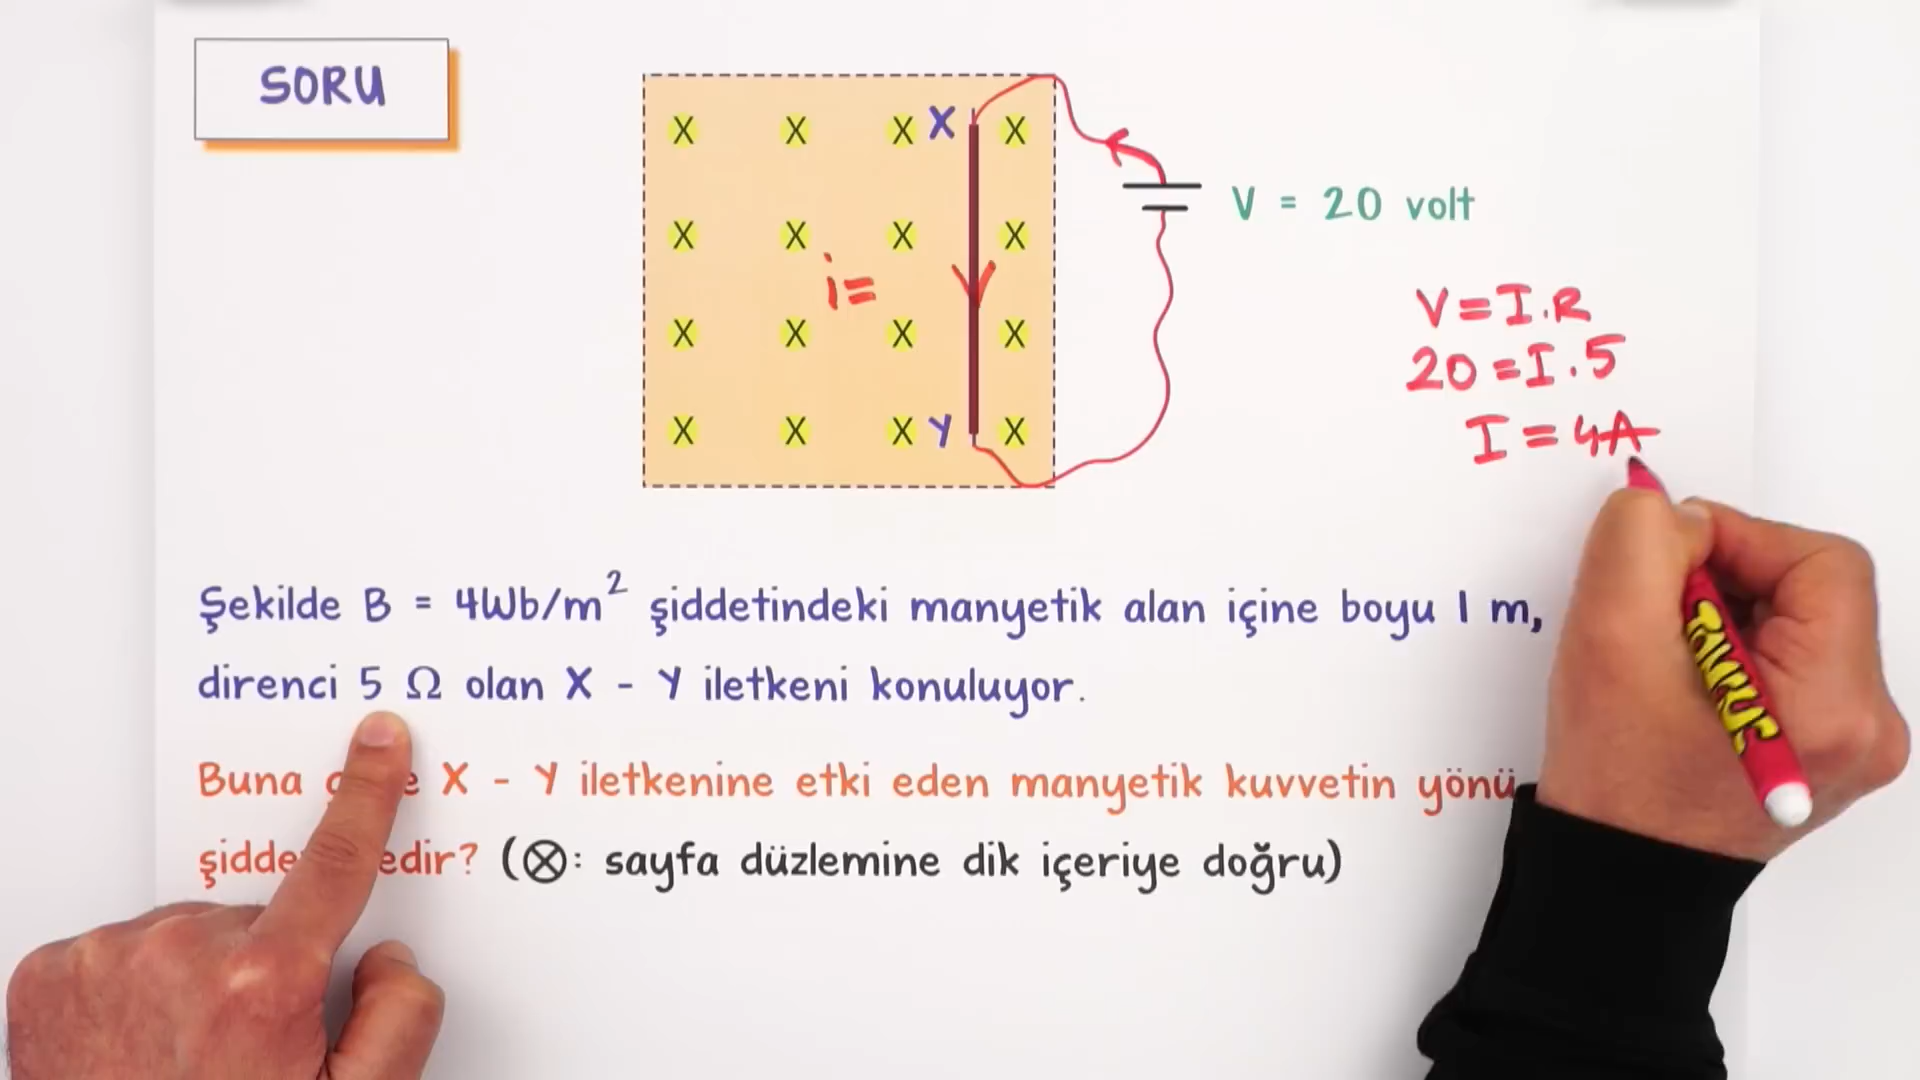 SORU
X X X X X
X X X X
i=
X X X X
X X X Y X
V = 20 volt
V=I.R
20=I.5
I=4A
Şekilde B = 4Wb/m² şiddetindeki manyetik alan içine boyu 1 m,
direnci 5 Ω olan X - Y iletkeni konuluyor.
Buna X - Y iletkenine etki eden manyetik kuvvetin yönü
(⊗: sayfa düzlemine dik içeriye doğru)